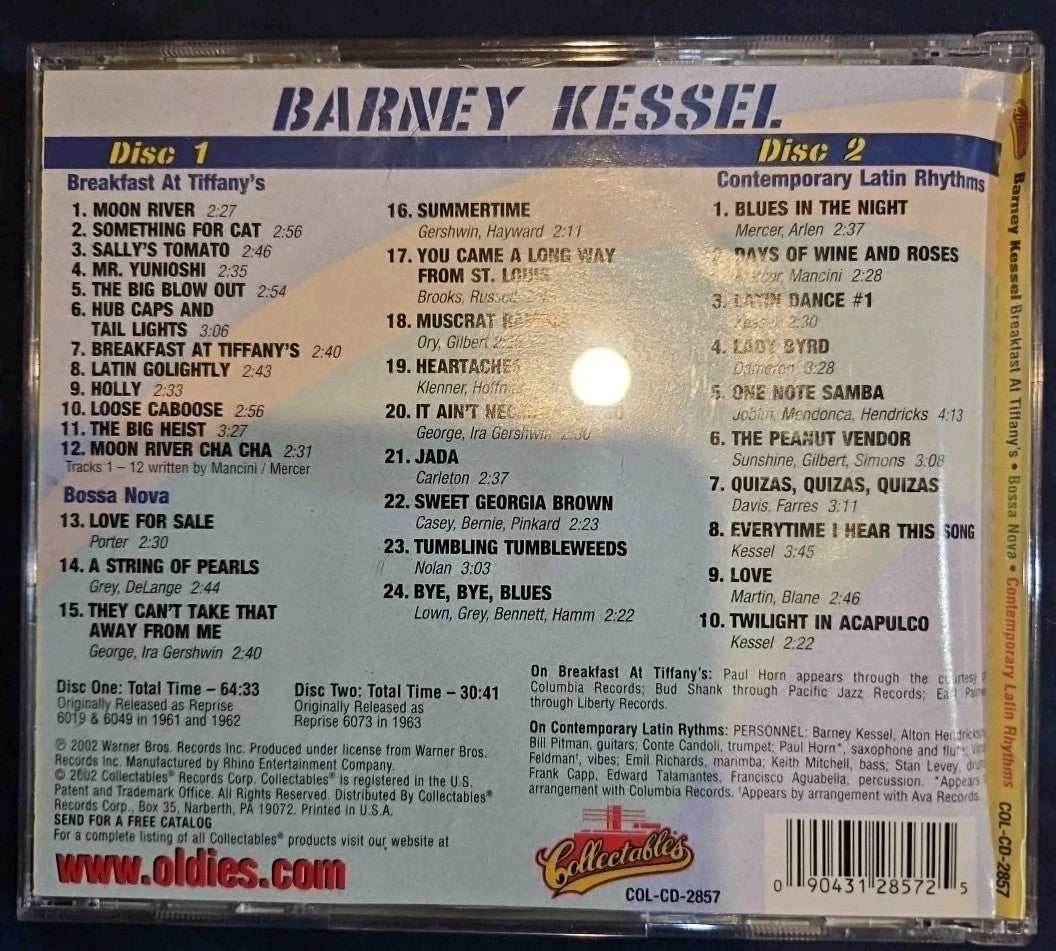 BARNEY KESSEL
Disc 1
Breakfast At Tiffany's
1. MOON RIVER 2:27
2. SOMETHING FOR CAT 2:56
3. SALLY'S TOMATO 2:46
4. MR. YUNIOSHI 2:35
5. THE BIG BLOW OUT 2:54
6. HUB CAPS AND
TAIL LIGHTS 3:06
7. BREAKFAST AT TIFFANY'S 2:40
8. LATIN GOLIGHTLY 2:43
9. HOLLY 2:33
10. LOOSE CABOOSE 2:56
11. THE BIG HEIST 3:27
12. MOON RIVER CHA CHA 2:31
Tracks 1 – 12 written by Mancini / Mercer
Bossa Nova
13. LOVE FOR SALE
Porter 2:30
14. A STRING OF PEARLS
Grey, DeLange 2:44
15. THEY CAN'T TAKE THAT
AWAY FROM ME
George, Ira Gershwin 2:40
16. SUMMERTIME
Gershwin, Hayward 2:11
17. YOU CAME A LONG WAY
FROM ST. LOUIS
Brooks, Russell
18. MUSCRAT
Ory, Gilbert
19. HEARTACHES
Klenner,
20. IT AIN'T
George, Ira Gershwin
21. JADA
Carleton 2:37
22. SWEET GEORGIA BROWN
Casey, Bernie, Pinkard 2:23
23. TUMBLING TUMBLEWEEDS
Nolan 3:03
24. BYE, BYE, BLUES
Lown, Grey, Bennett, Hamm 2:22
Disc 2
Contemporary Latin Rhythms
1. BLUES IN THE NIGHT
Mercer, Arlen 2:37
2. DAYS OF WINE AND ROSES
Mercer, Mancini 2:28
3. LATIN DANCE #1
Kessel 2:30
4. LADY BYRD
Dameron 3:28
5. ONE NOTE SAMBA
Jobim, Mendonca, Hendricks 4:13
6. THE PEANUT VENDOR
Sunshine, Gilbert, Simons 3:08
7. QUIZAS, QUIZAS, QUIZAS
Davis, Farres 3:11
8. EVERYTIME I HEAR THIS SONG
Kessel 3:45
9. LOVE
Martin, Blane 2:46
10. TWILIGHT IN ACAPULCO
Kessel 2:22
Disc One: Total Time – 64:33
Originally Released as Reprise
6019 & 6049 in 1961 and 1962
Disc Two: Total Time – 30:41
Originally Released as
Reprise 6073 in 1963
℗ 2002 Warner Bros. Records Inc. Produced under license from Warner Bros.
Records Inc. Manufactured by Rhino Entertainment Company.
© 2002 Collectables® Records Corp. Collectables® is registered in the U.S.
Patent and Trademark Office. All Rights Reserved. Distributed By Collectables®
Records Corp., Box 35, Narberth, PA 19072. Printed in U.S.A.
SEND FOR A FREE CATALOG
For a complete listing of all Collectables® products visit our website at
www.oldies.com
On Breakfast At Tiffany's: Paul Horn appears through the courtesy
Columbia Records; Bud Shank through Pacific Jazz Records; Earl
through Liberty Records.
On Contemporary Latin Rythms: PERSONNEL: Barney Kessel, Alton Hendrickson
Bill Pitman, guitars; Conte Candoli, trumpet; Paul Horn*, saxophone and flute;
Feldman†, vibes; Emil Richards, marimba; Keith Mitchell, bass; Stan Levey,
Frank Capp, Edward Talamantes, Francisco Aguabella, percussion. *Appears
arrangement with Columbia Records. †Appears by arrangement with Ava Records.
Collectables®
COL-CD-2857
0 90431 28572 5
Barney Kessel Breakfast At Tiffany's • Bossa Nova • Contemporary Latin Rhythms COL-CD-2857